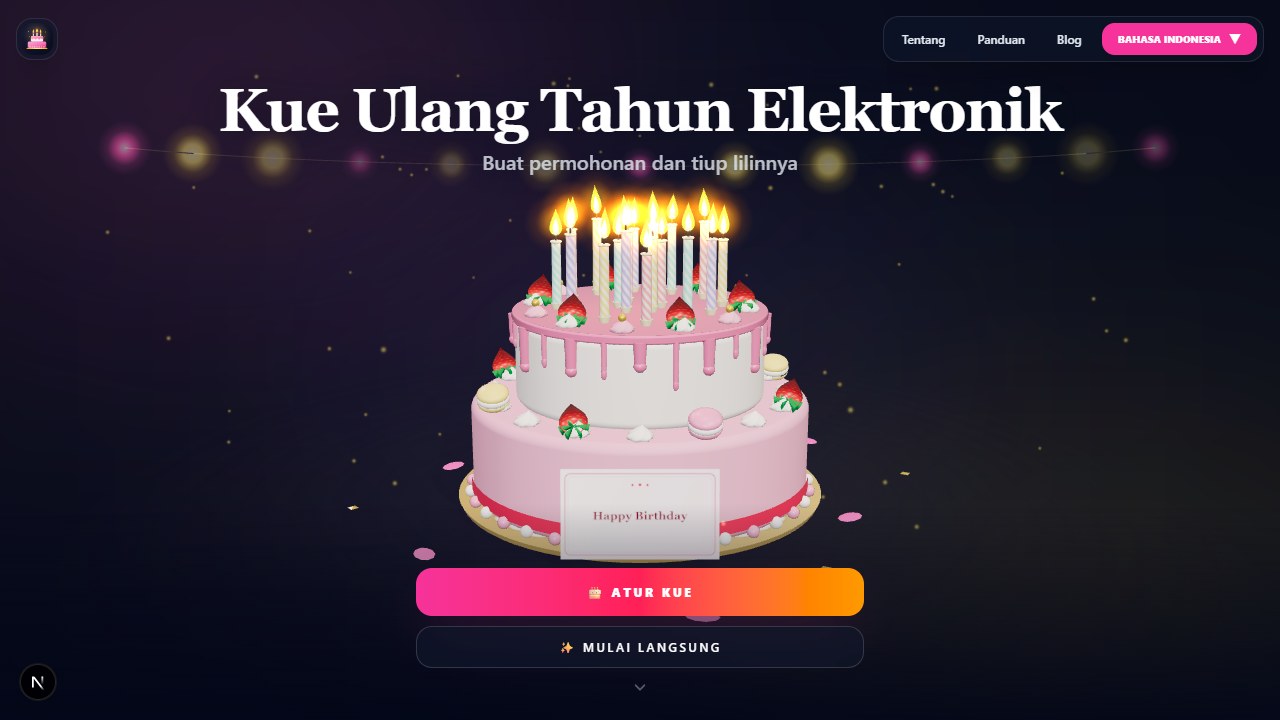 Tentang
Panduan
Blog
BAHASA INDONESIA ▼
Kue Ulang Tahun Elektronik
Buat permohonan dan tiup lilinnya
Happy Birthday
🎂 ATUR KUE
✨ MULAI LANGSUNG
N